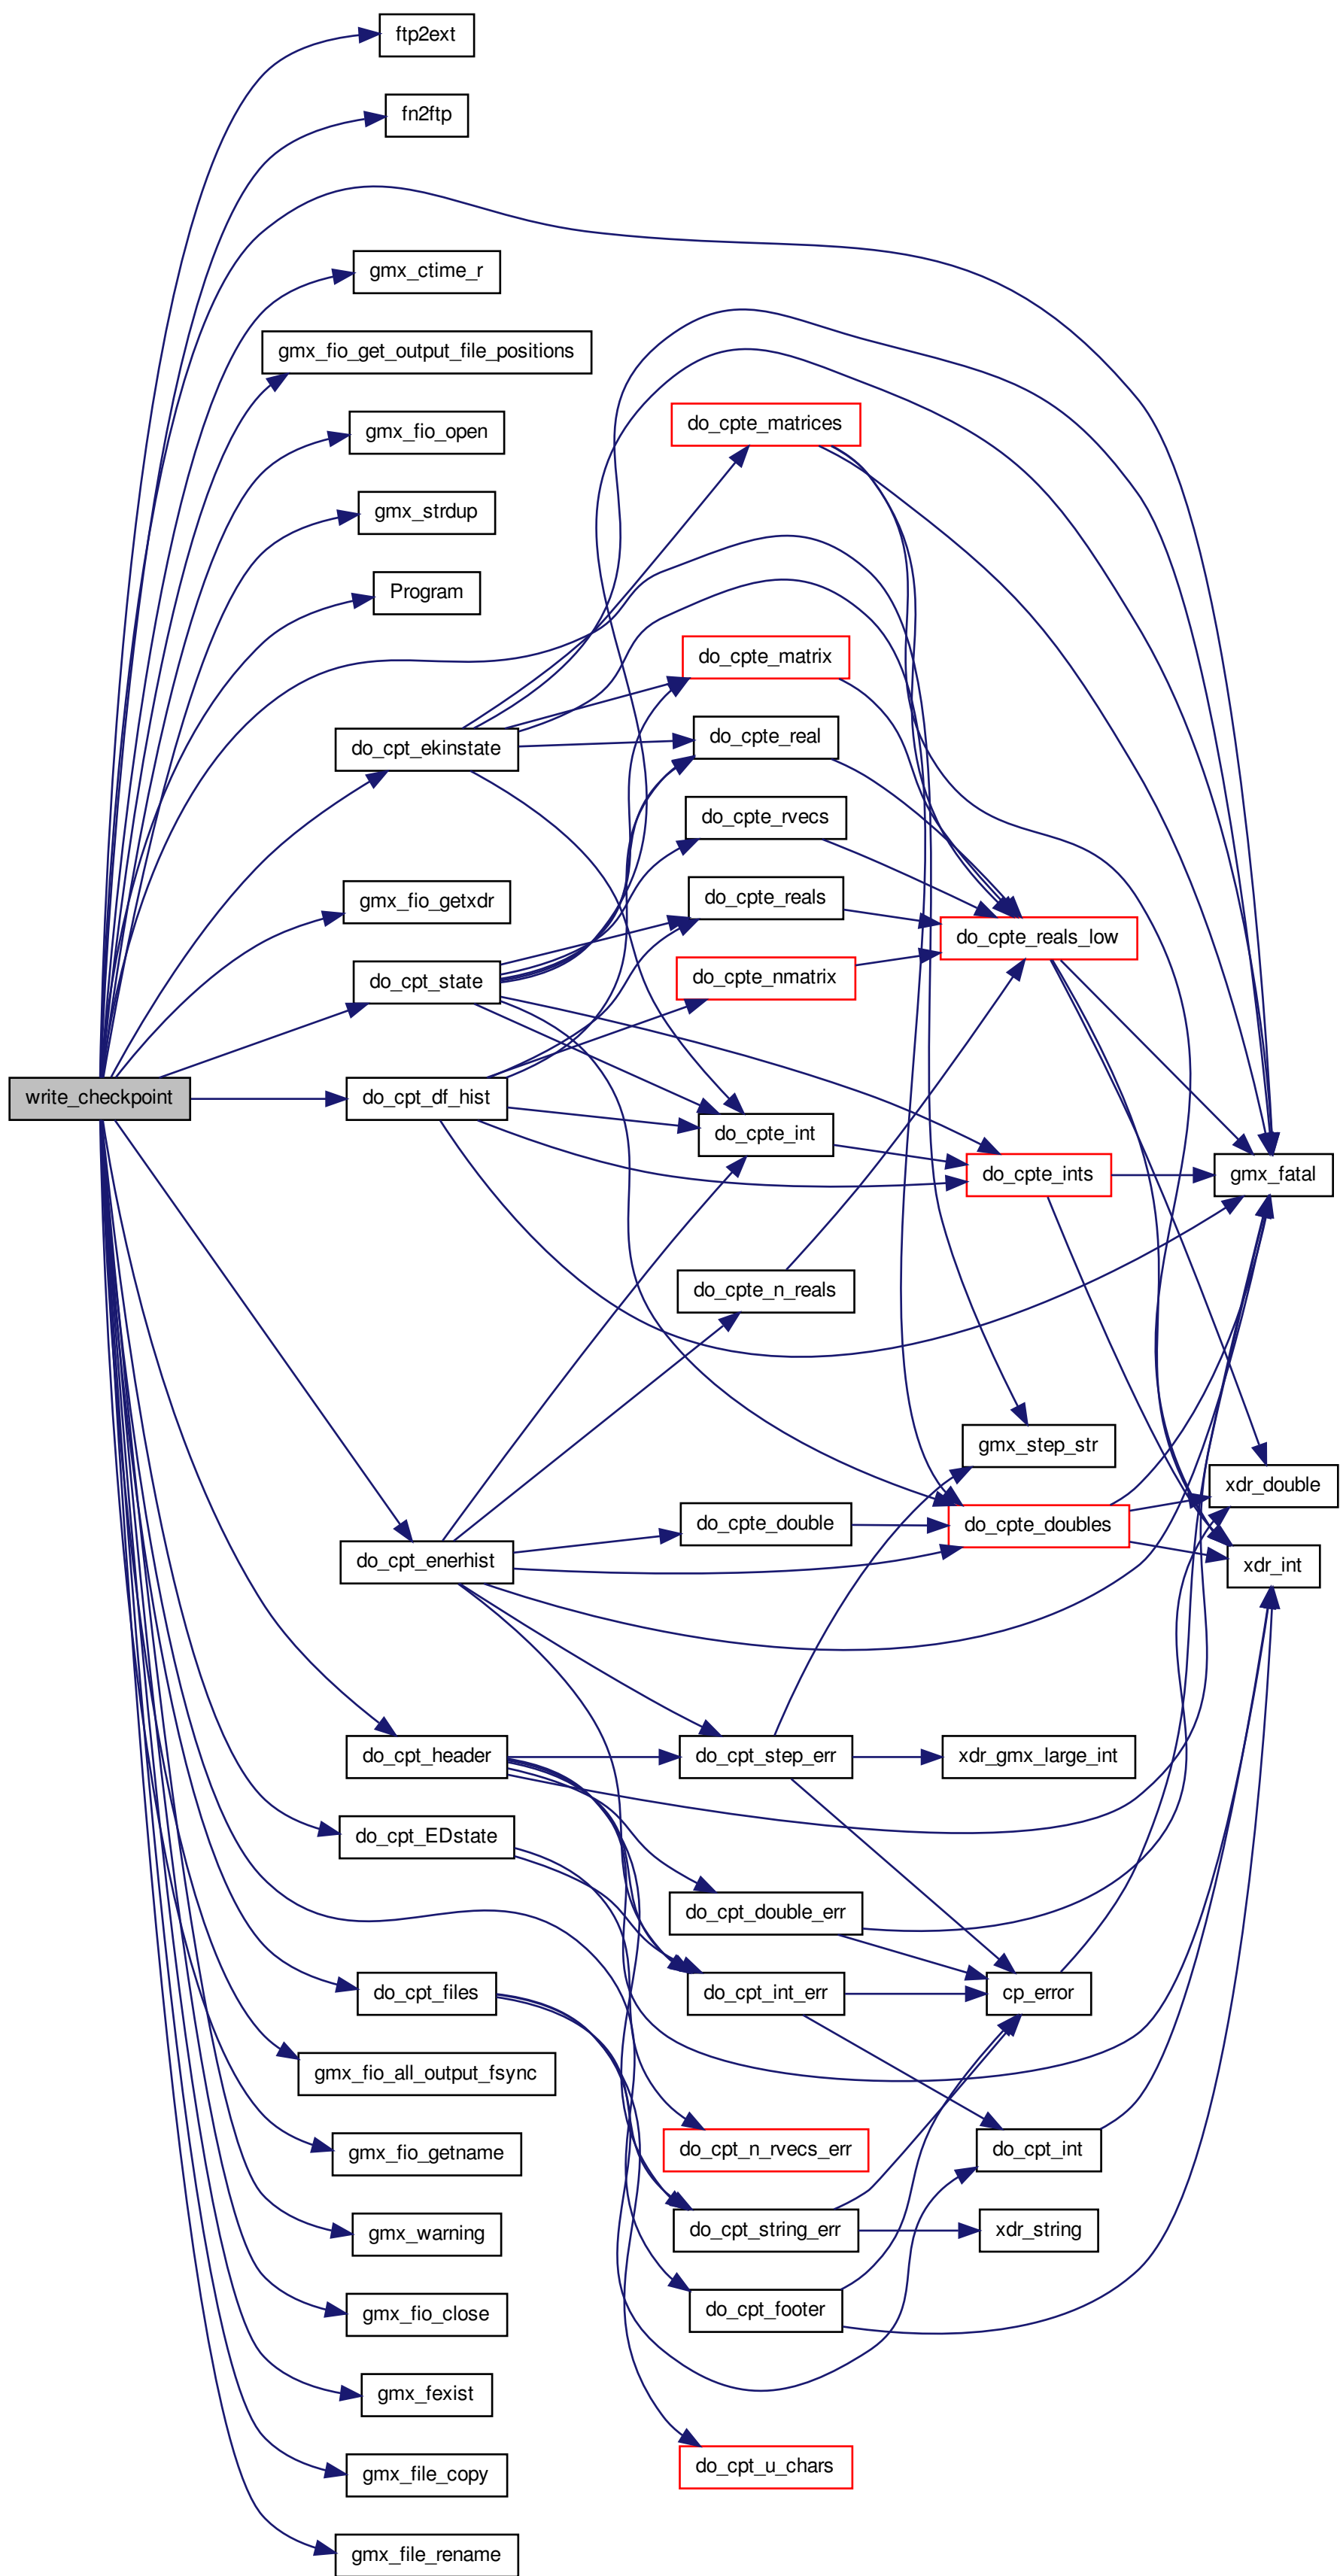 ftp2ext
fn2ftp
gmx_ctime_r
gmx_fio_get_output_file_positions
do_cpte_matrices
gmx_fio_open
gmx_strdup
Program
do_cpte_matrix
do_cpte_real
do_cpt_ekinstate
do_cpte_rvecs
do_cpte_reals
gmx_fio_getxdr
do_cpte_reals_low
do_cpte_nmatrix
do_cpt_state
write_checkpoint
do_cpt_df_hist
do_cpte_int
do_cpte_ints
gmx_fatal
do_cpte_n_reals
gmx_step_str
xdr_double
do_cpte_double
do_cpte_doubles
do_cpt_enerhist
xdr_int
do_cpt_header
do_cpt_step_err
xdr_gmx_large_int
do_cpt_EDstate
do_cpt_double_err
do_cpt_files
do_cpt_int_err
cp_error
gmx_fio_all_output_fsync
gmx_fio_getname
do_cpt_n_rvecs_err
do_cpt_int
gmx_warning
do_cpt_string_err
xdr_string
gmx_fio_close
do_cpt_footer
gmx_fexist
do_cpt_u_chars
gmx_file_copy
gmx_file_rename